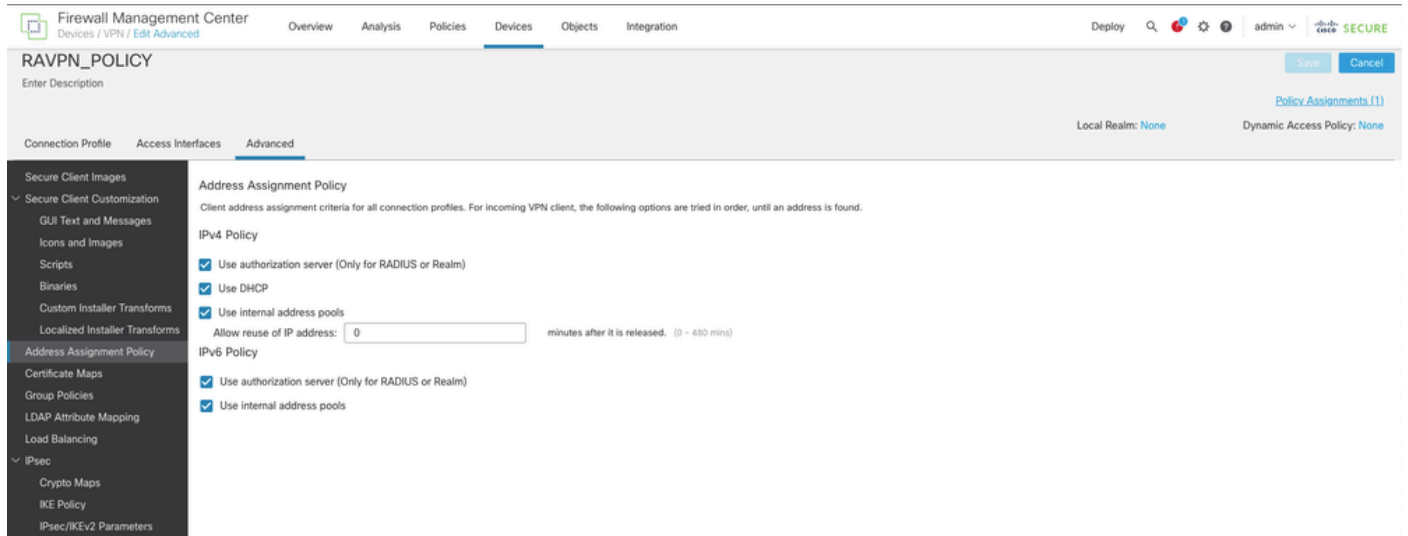 Firewall Management Center
Devices / VPN / Edit Advanced
Overview Analysis Policies Devices Objects Integration
Deploy 1 admin CISCO SECURE
RAVPN_POLICY
Save Cancel
Enter Description
Policy Assignments (1)
Local Realm: None Dynamic Access Policy: None
Connection Profile Access Interfaces Advanced
Secure Client Images
Secure Client Customization
GUI Text and Messages
Icons and Images
Scripts
Binaries
Custom Installer Transforms
Localized Installer Transforms
Address Assignment Policy
Certificate Maps
Group Policies
LDAP Attribute Mapping
Load Balancing
IPsec
Crypto Maps
IKE Policy
IPsec/IKEv2 Parameters
Address Assignment Policy
Client address assignment criteria for all connection profiles. For incoming VPN client, the following options are tried in order, until an address is found.
IPv4 Policy
Use authorization server (Only for RADIUS or Realm)
Use DHCP
Use internal address pools
Allow reuse of IP address: 0 minutes after it is released. (0 - 480 mins)
IPv6 Policy
Use authorization server (Only for RADIUS or Realm)
Use internal address pools